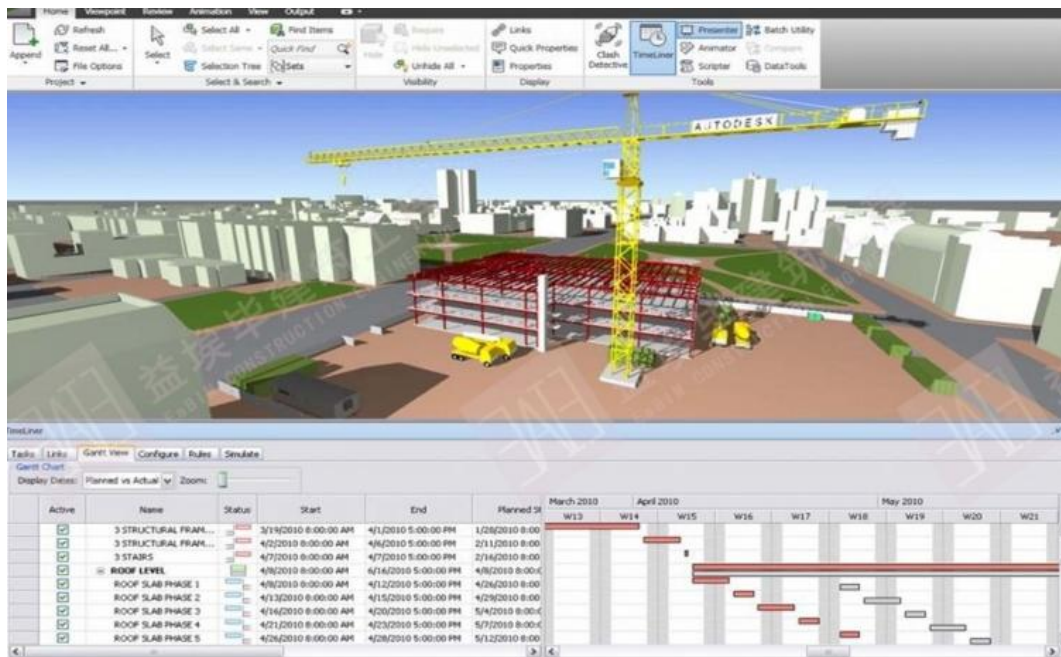 Home Viewpoint Review Animation View Output
Append
Refresh
Reset All...
File Options
Project
Select
Select All
Select Same
Selection Tree
Find Items
Quick Find
Sets
Select & Search
Hide
Require
Hide Unselected
Unhide All
Visibility
Links
Quick Properties
Properties
Display
Clash Detective
TimeLiner
Presenter
Animator
Scripter
Batch Utility
Compare
DataTools
Tools
AUTODESK
TimeLiner
Tasks Links Gantt View Configure Rules Simulate
Gantt Chart
Display Dates: Planned vs Actual Zoom:
Active Name Status Start End Planned St
March 2010 April 2010 May 2010
W13 W14 W15 W16 W17 W18 W19 W20 W21
3 STRUCTURAL FRAM... 3/19/2010 8:00:00 AM 4/1/2010 5:00:00 PM 1/28/2010 8:00
3 STRUCTURAL FRAM... 4/2/2010 8:00:00 AM 4/6/2010 5:00:00 PM 2/11/2010 8:00
3 STAIRS 4/7/2010 8:00:00 AM 4/7/2010 5:00:00 PM 2/16/2010 8:00
ROOF LEVEL 4/8/2010 8:00:00 AM 6/16/2010 5:00:00 PM 4/8/2010 8:00:0
ROOF SLAB PHASE 1 4/8/2010 8:00:00 AM 4/12/2010 5:00:00 PM 4/26/2010 8:00
ROOF SLAB PHASE 2 4/13/2010 8:00:00 AM 4/15/2010 5:00:00 PM 4/29/2010 8:00
ROOF SLAB PHASE 3 4/16/2010 8:00:00 AM 4/20/2010 5:00:00 PM 5/4/2010 8:00:0
ROOF SLAB PHASE 4 4/21/2010 8:00:00 AM 4/23/2010 5:00:00 PM 5/7/2010 8:00:0
ROOF SLAB PHASE 5 4/26/2010 8:00:00 AM 4/28/2010 5:00:00 PM 5/12/2010 8:00